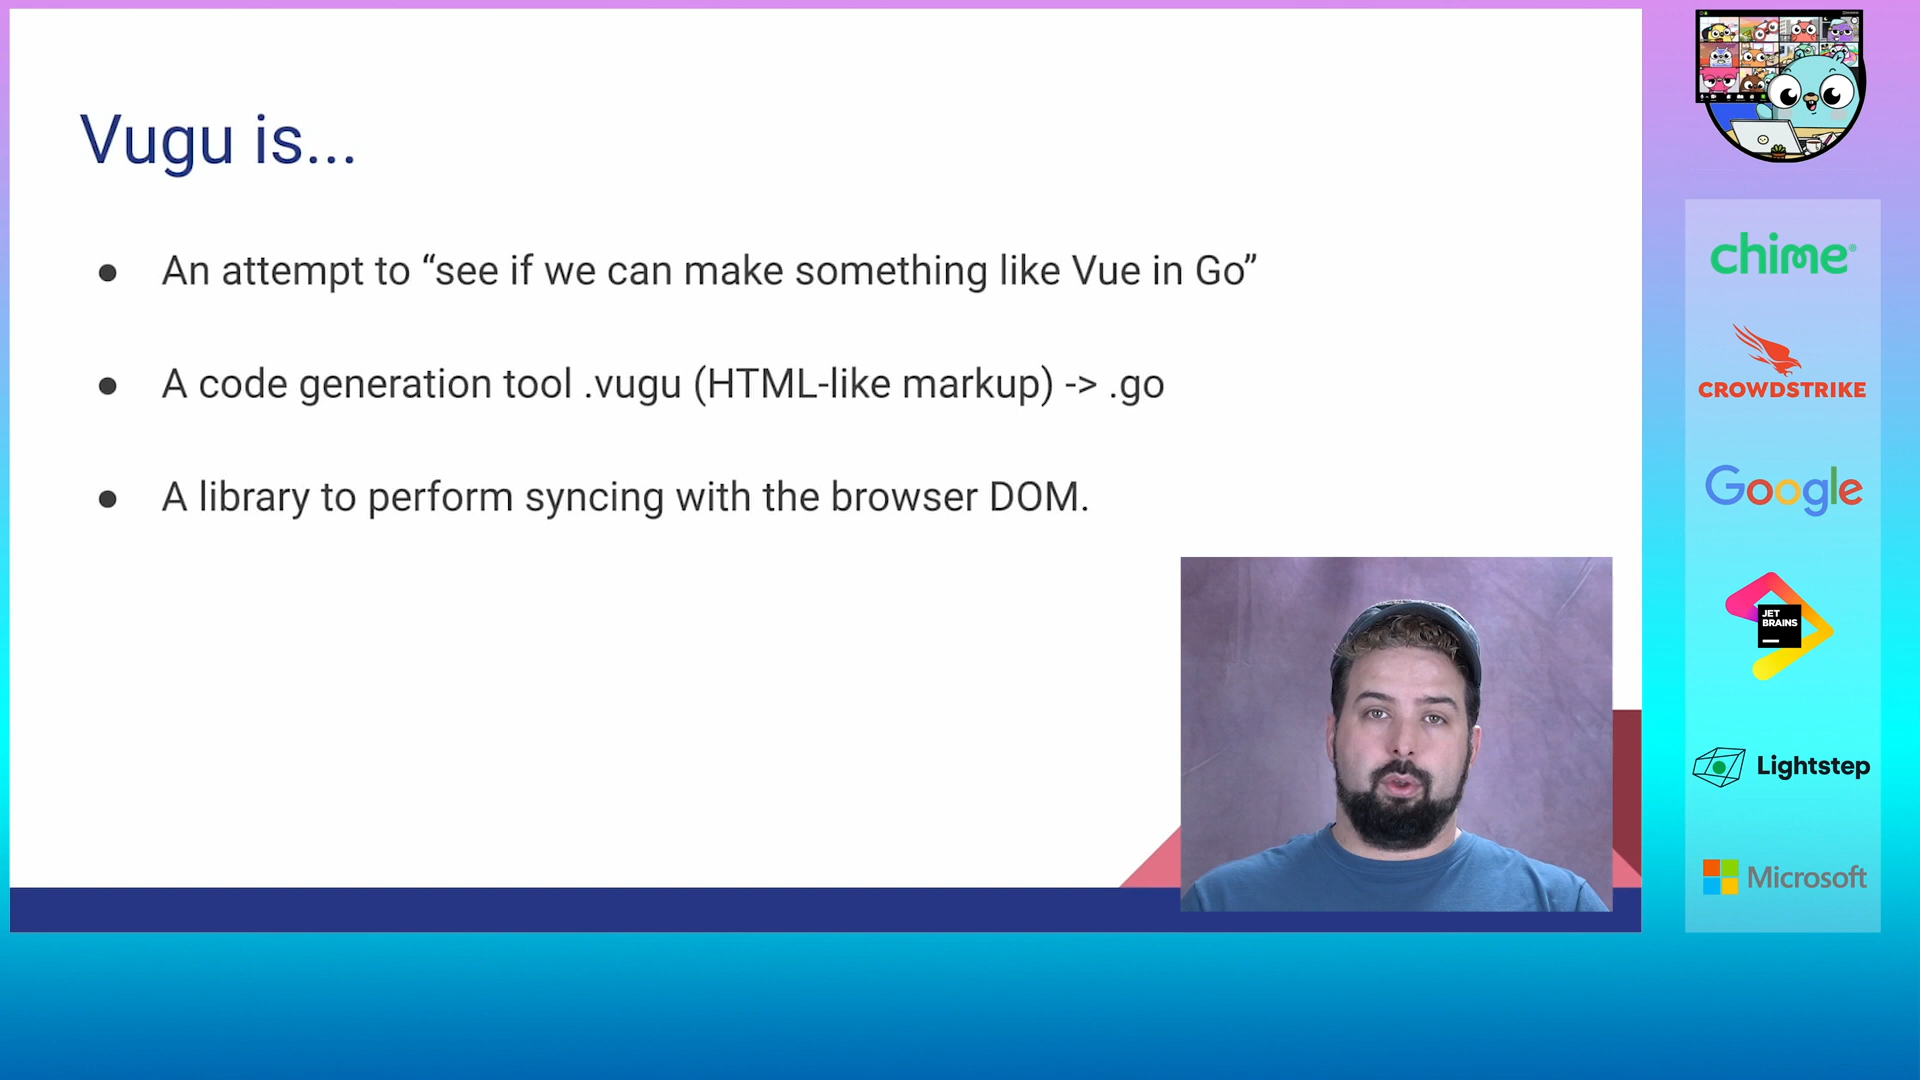 Vugu is...
● An attempt to “see if we can make something like Vue in Go”
● A code generation tool .vugu (HTML-like markup) -> .go
● A library to perform syncing with the browser DOM.
chime®
CROWDSTRIKE
Google
JET
BRAINS
Lightstep
Microsoft